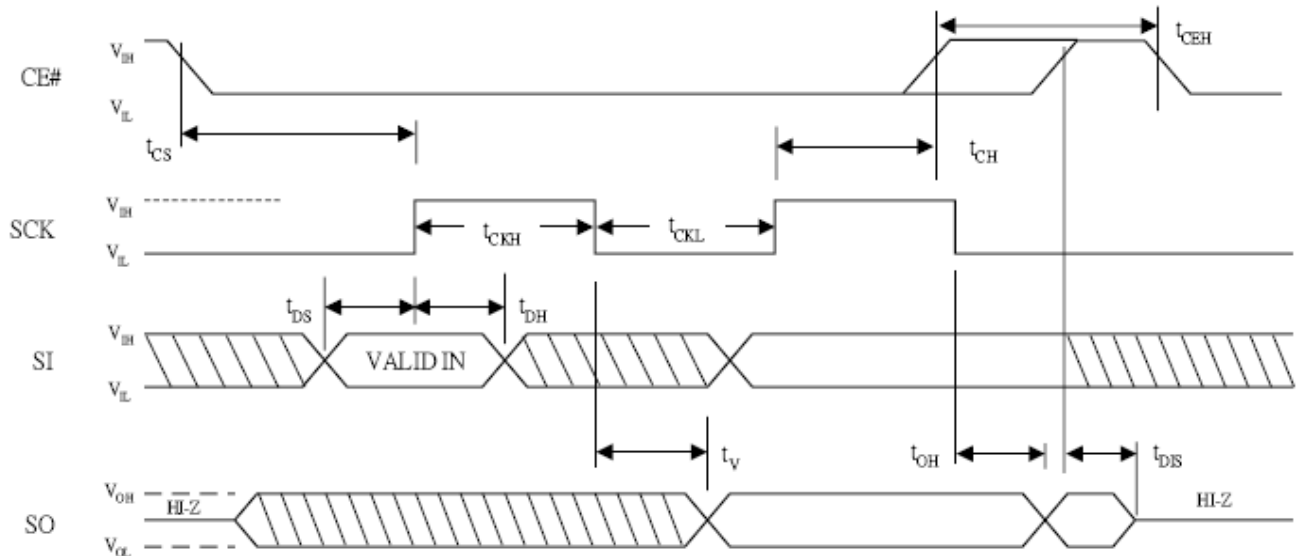 V_IH
t_CEH
CE#
V_IL
t_CS
t_CH
V_IH
SCK
t_CKH
t_CKL
V_IL
t_DS
t_DH
V_IH
SI
VALID IN
V_IL
t_V
t_OH
t_DIS
V_OH
HI-Z
HI-Z
SO
V_OL